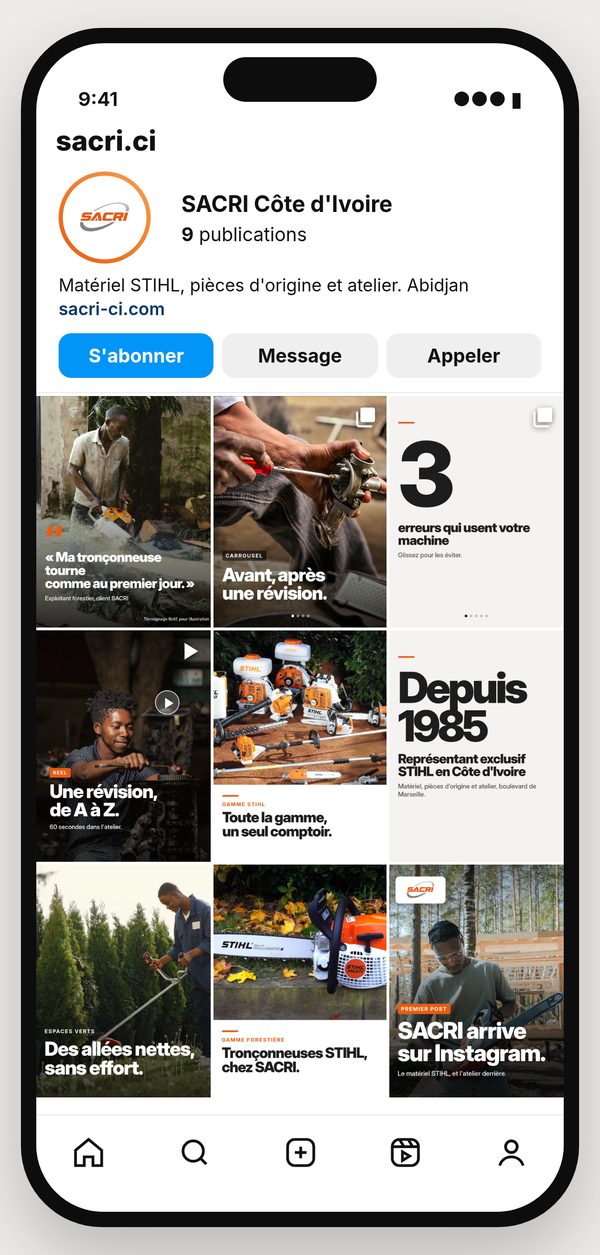 9:41
sacri.ci
SACRI
SACRI Côte d'Ivoire
9 publications
Matériel STIHL, pièces d'origine et atelier. Abidjan
sacri-ci.com
S'abonner
Message
Appeler
« Ma tronçonneuse
tourne
comme au premier jour. »
Exploitant forestier, client SACRI
Témoignage fictif, pour illustration
CARROUSEL
Avant, après
une révision.
3
erreurs qui usent votre
machine
Glissez pour les éviter.
REEL
Une révision,
de A à Z.
60 secondes dans l'atelier.
STIHL
STIHL
GAMME STIHL
Toute la gamme,
un seul comptoir.
Depuis
1985
Représentant exclusif
STIHL en Côte d'Ivoire
Matériel, pièces d'origine et atelier, boulevard de
Marseille.
ESPACES VERTS
Des allées nettes,
sans effort.
STIHL
STIHL
GAMME FORESTIÈRE
Tronçonneuses STIHL,
chez SACRI.
SACRI
PREMIER POST
SACRI arrive
sur Instagram.
Le matériel STIHL, et l'atelier derrière.